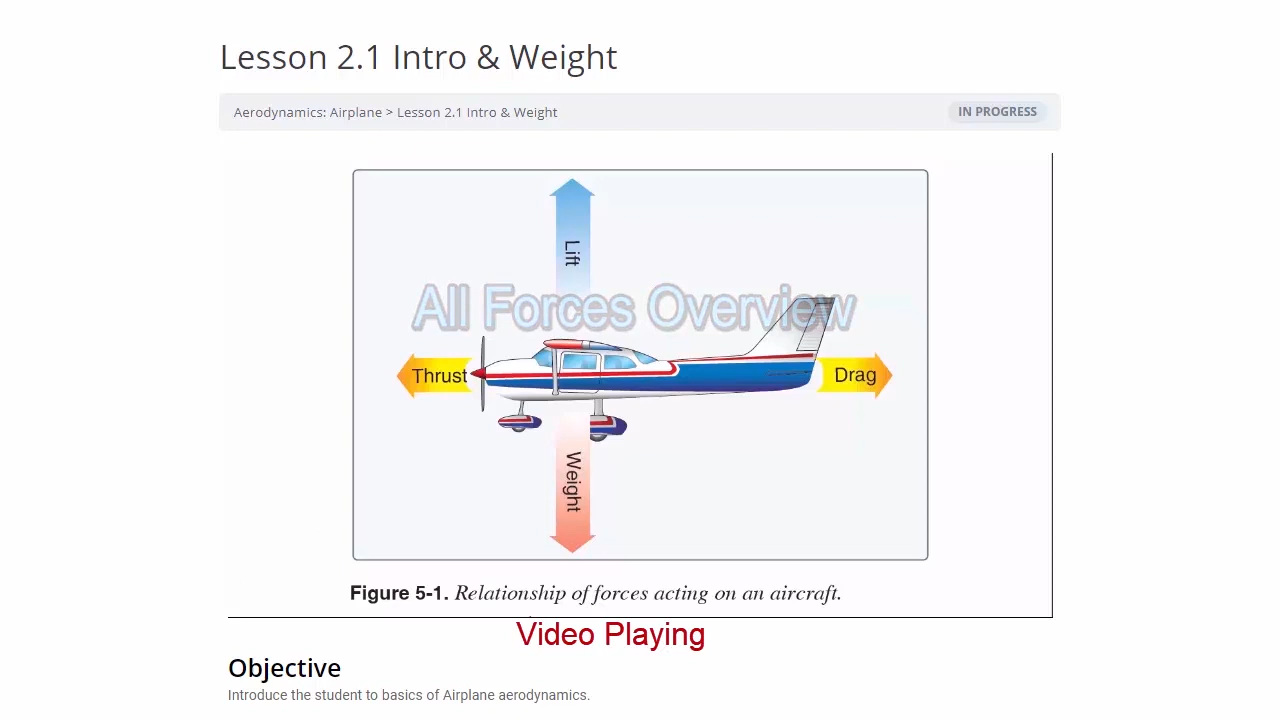 Lesson 2.1 Intro & Weight
Aerodynamics: Airplane > Lesson 2.1 Intro & Weight
IN PROGRESS
Lift
All Forces Overview
Thrust
Drag
Weight
Figure 5-1. Relationship of forces acting on an aircraft.
Video Playing
Objective
Introduce the student to basics of Airplane aerodynamics.